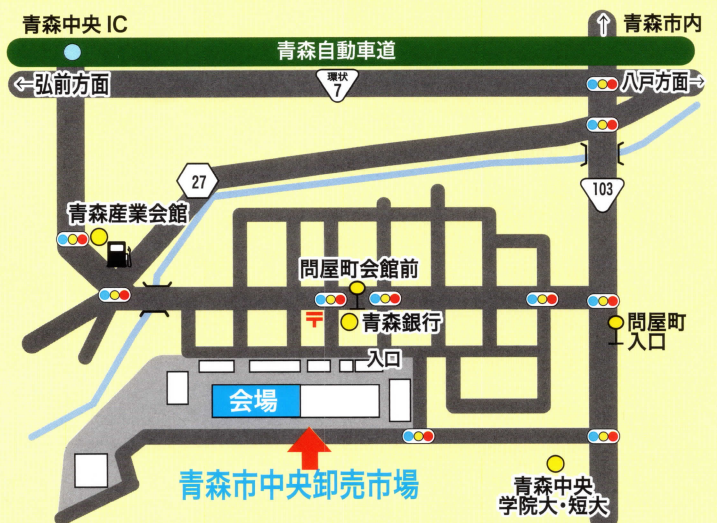 青森中央IC
青森市内
青森自動車道
←弘前方面
環状
7
八戸方面→
103
27
青森産業会館
問屋町会館前
〒
青森銀行
問屋町
入口
入口
会場
青森市中央卸売市場
青森中央
学院大・短大